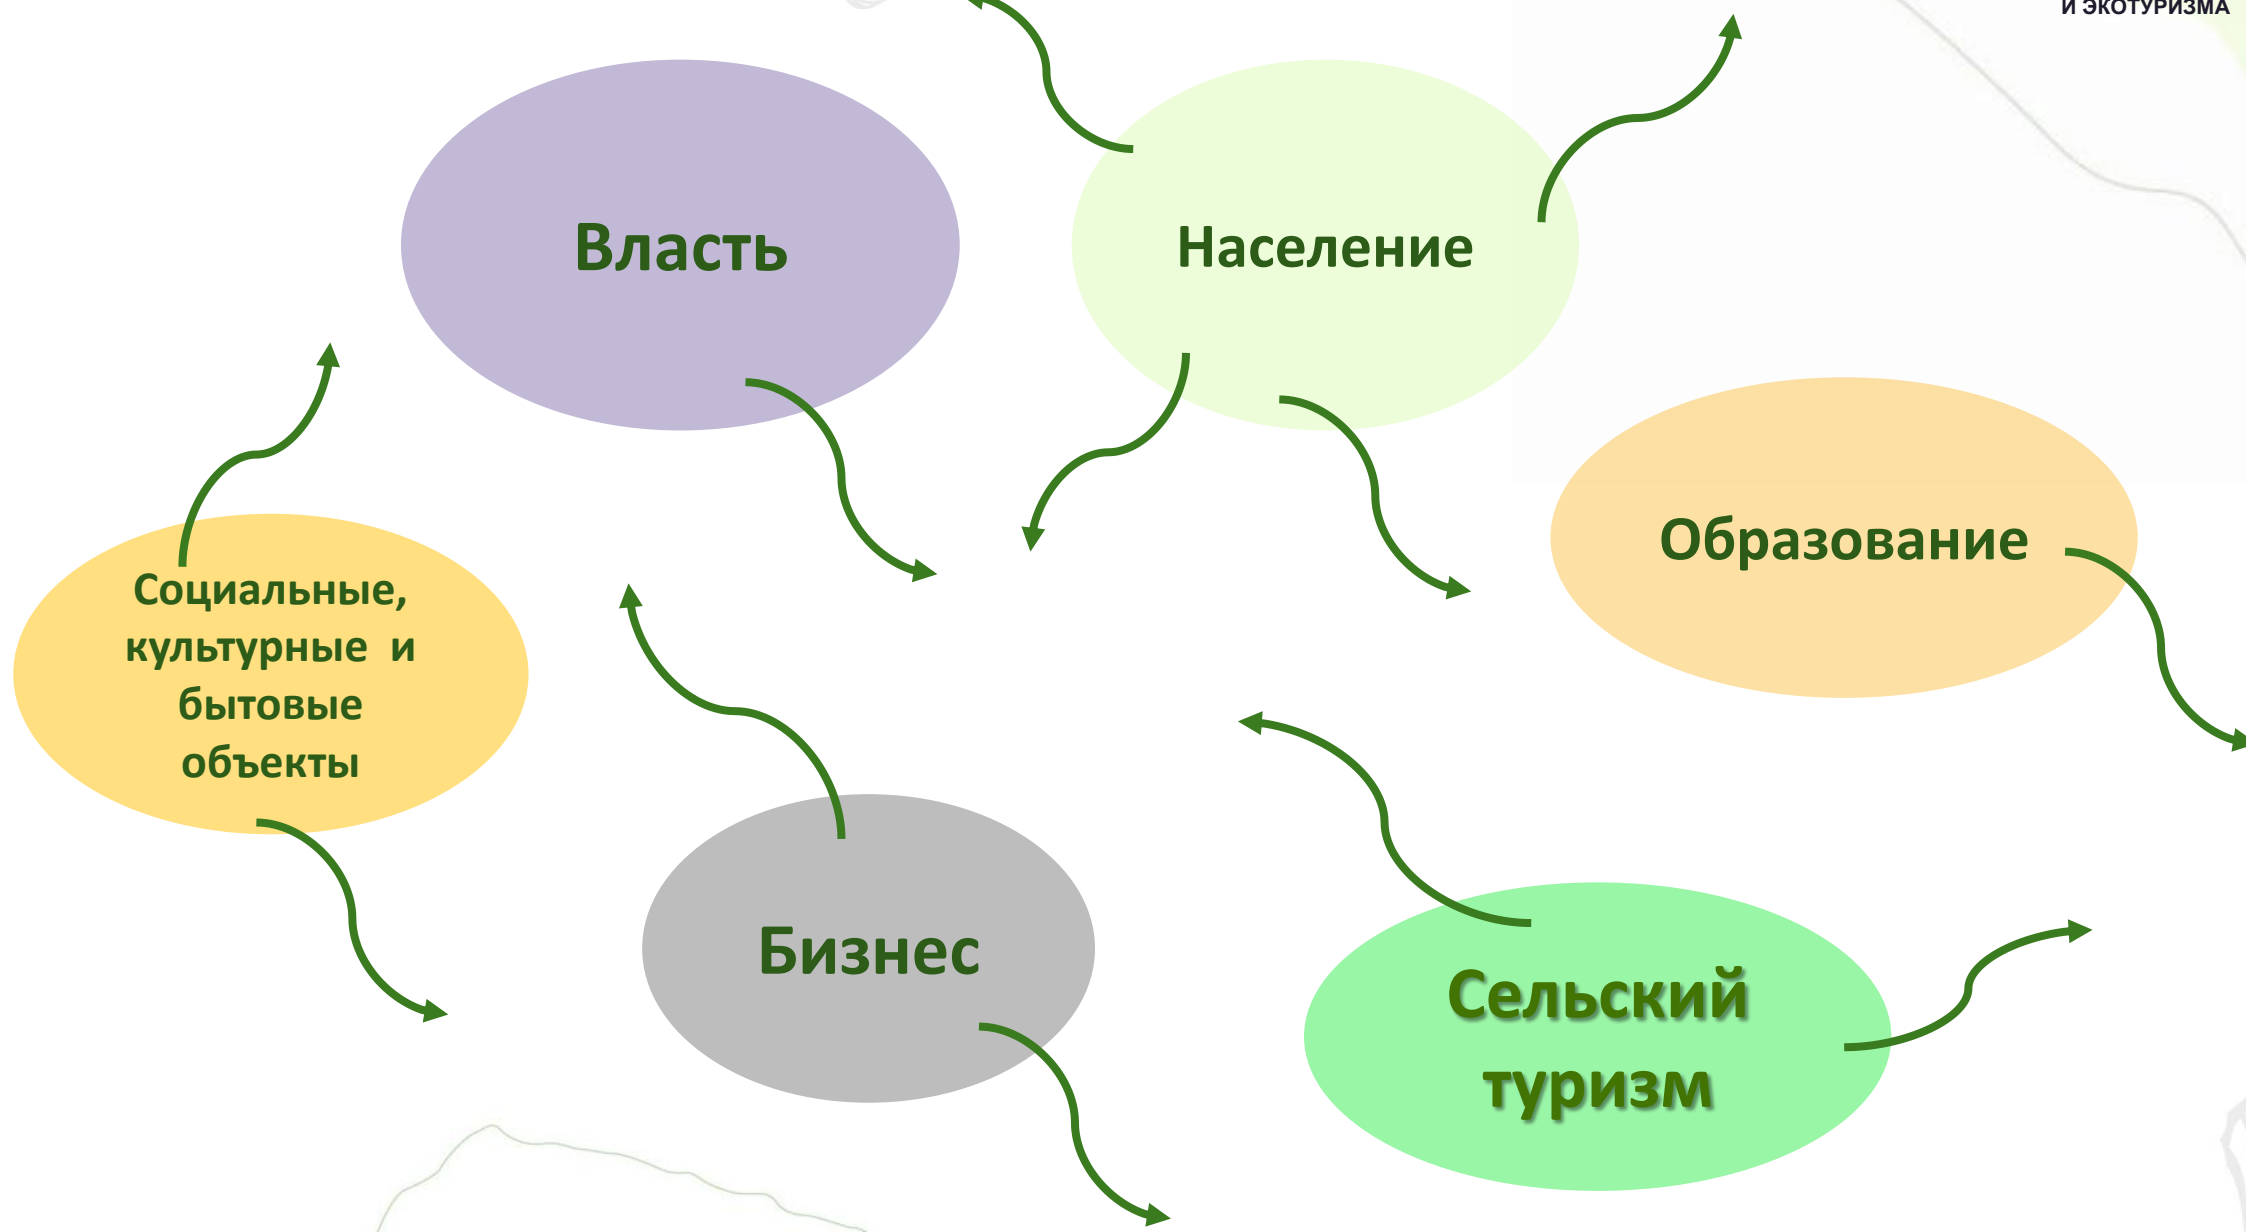 И ЭКОТУРИЗМА
Власть
Население
Образование
Социальные,
культурные и
бытовые
объекты
Бизнес
Сельский
туризм